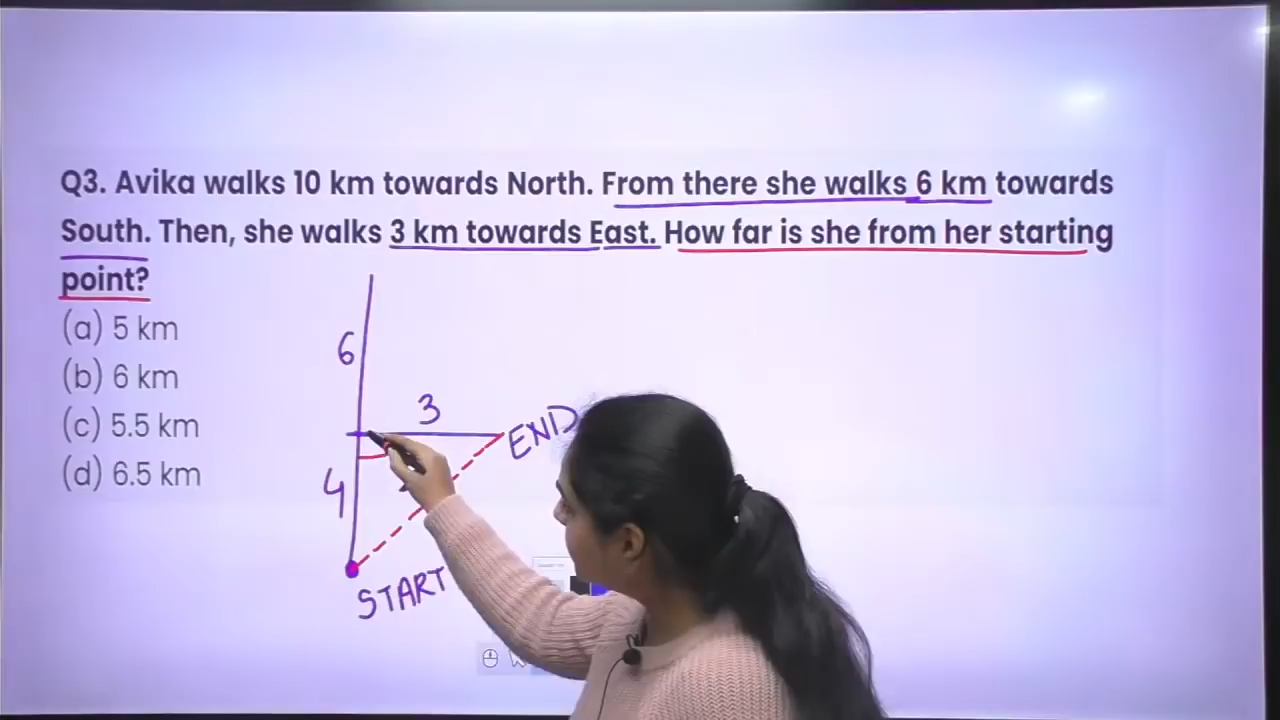 Q3. Avika walks 10 km towards North. From there she walks 6 km towards
South. Then, she walks 3 km towards East. How far is she from her starting
point?
(a) 5 km
(b) 6 km
(c) 5.5 km
(d) 6.5 km
6
3
END
4
START